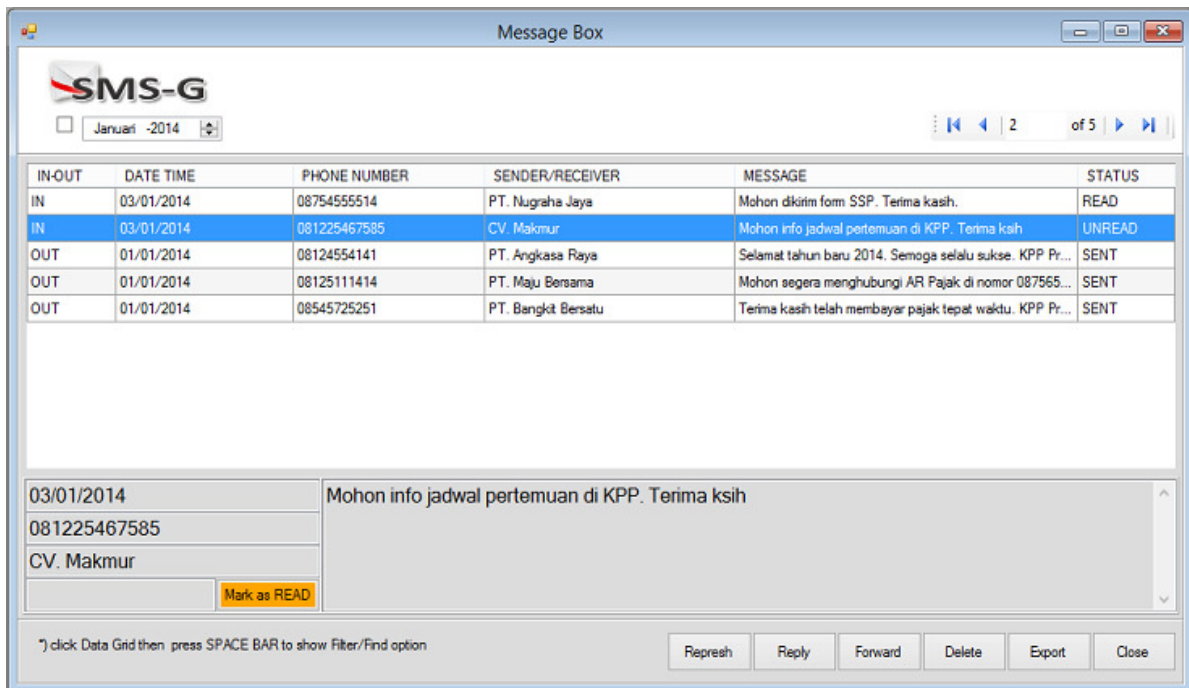 Message Box
SMS-G
Januari -2014
2 of 5
IN-OUT DATE TIME PHONE NUMBER SENDER/RECEIVER MESSAGE STATUS
IN 03/01/2014 08754555514 PT. Nugraha Jaya Mohon dikirim form SSP. Terima kasih. READ
IN 03/01/2014 081225467585 CV. Makmur Mohon info jadwal pertemuan di KPP. Terima ksih UNREAD
OUT 01/01/2014 08124554141 PT. Angkasa Raya Selamat tahun baru 2014. Semoga selalu sukse. KPP Pr... SENT
OUT 01/01/2014 08125111414 PT. Maju Bersama Mohon segera menghubungi AR Pajak di nomor 087565... SENT
OUT 01/01/2014 08545725251 PT. Bangkit Bersatu Terima kasih telah membayar pajak tepat waktu. KPP Pr... SENT
03/01/2014 Mohon info jadwal pertemuan di KPP. Terima ksih
081225467585
CV. Makmur
Mark as READ
*) click Data Grid then press SPACE BAR to show Filter/Find option
Represh Reply Forward Delete Export Close